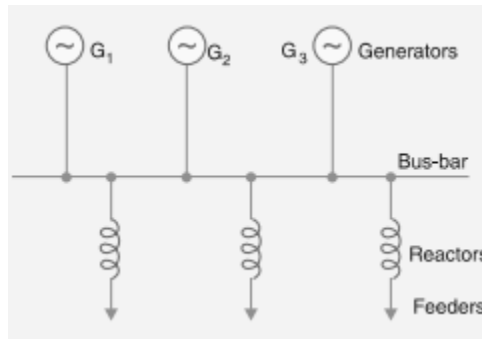 G1
G2
G3
Generators
Bus-bar
Reactors
Feeders